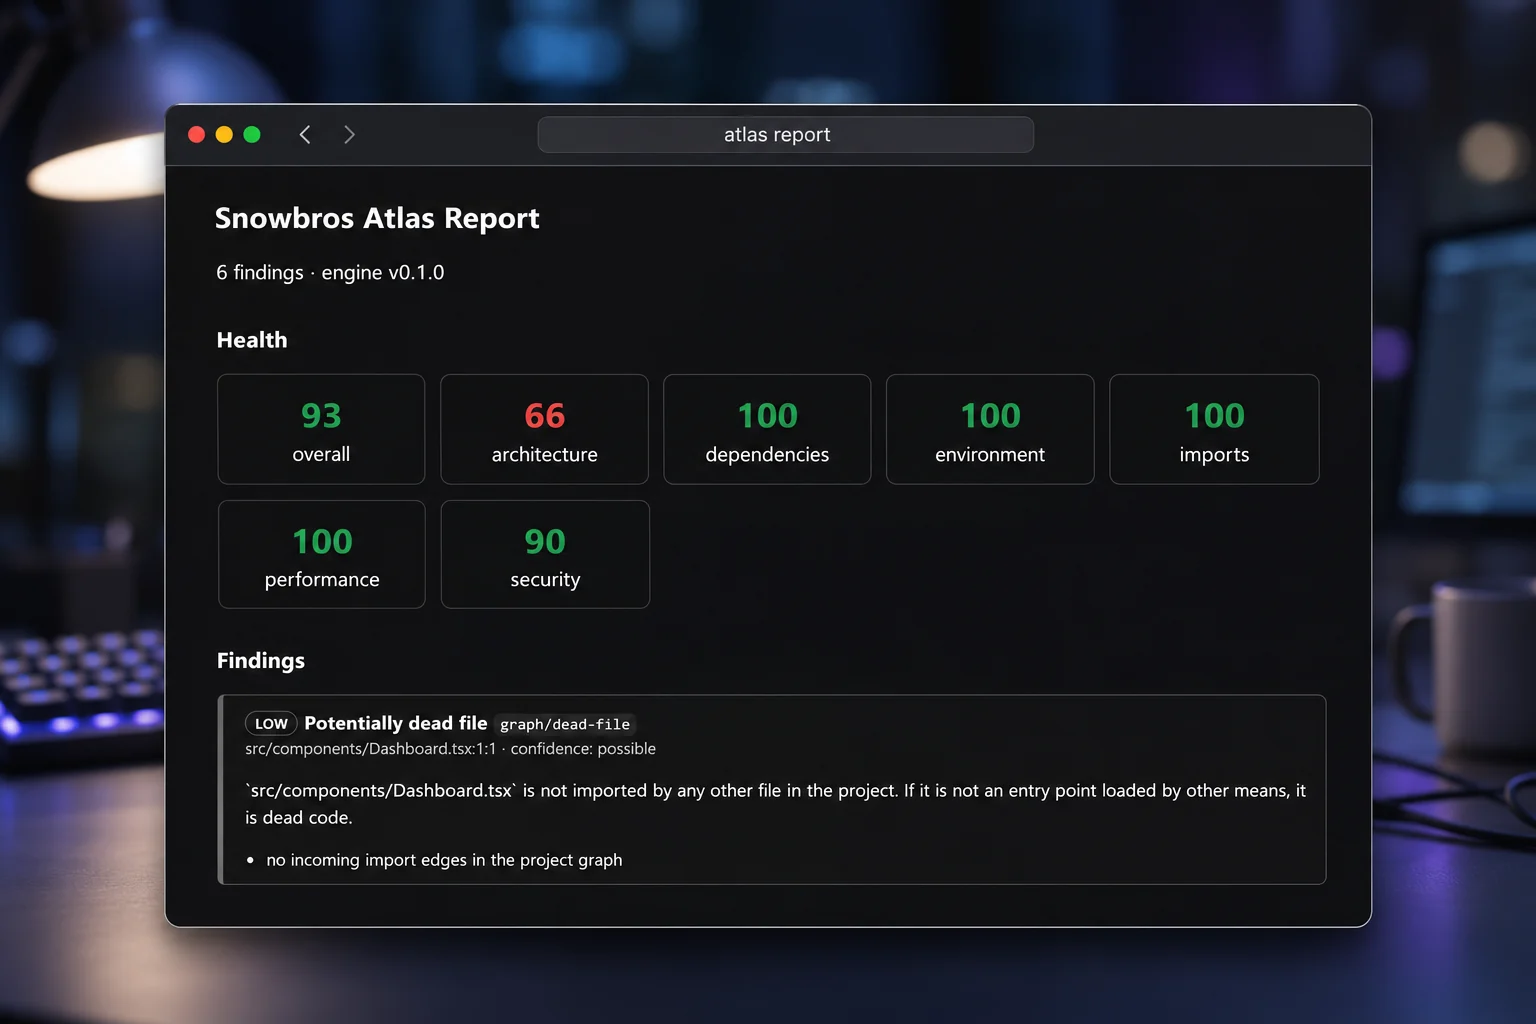 atlas report
Snowbros Atlas Report
6 findings · engine v0.1.0
Health
93
overall
66
architecture
100
dependencies
100
environment
100
imports
100
performance
90
security
Findings
LOW Potentially dead file graph/dead-file
src/components/Dashboard.tsx:1:1 · confidence: possible
`src/components/Dashboard.tsx` is not imported by any other file in the project. If it is not an entry point loaded by other means, it
is dead code.
• no incoming import edges in the project graph